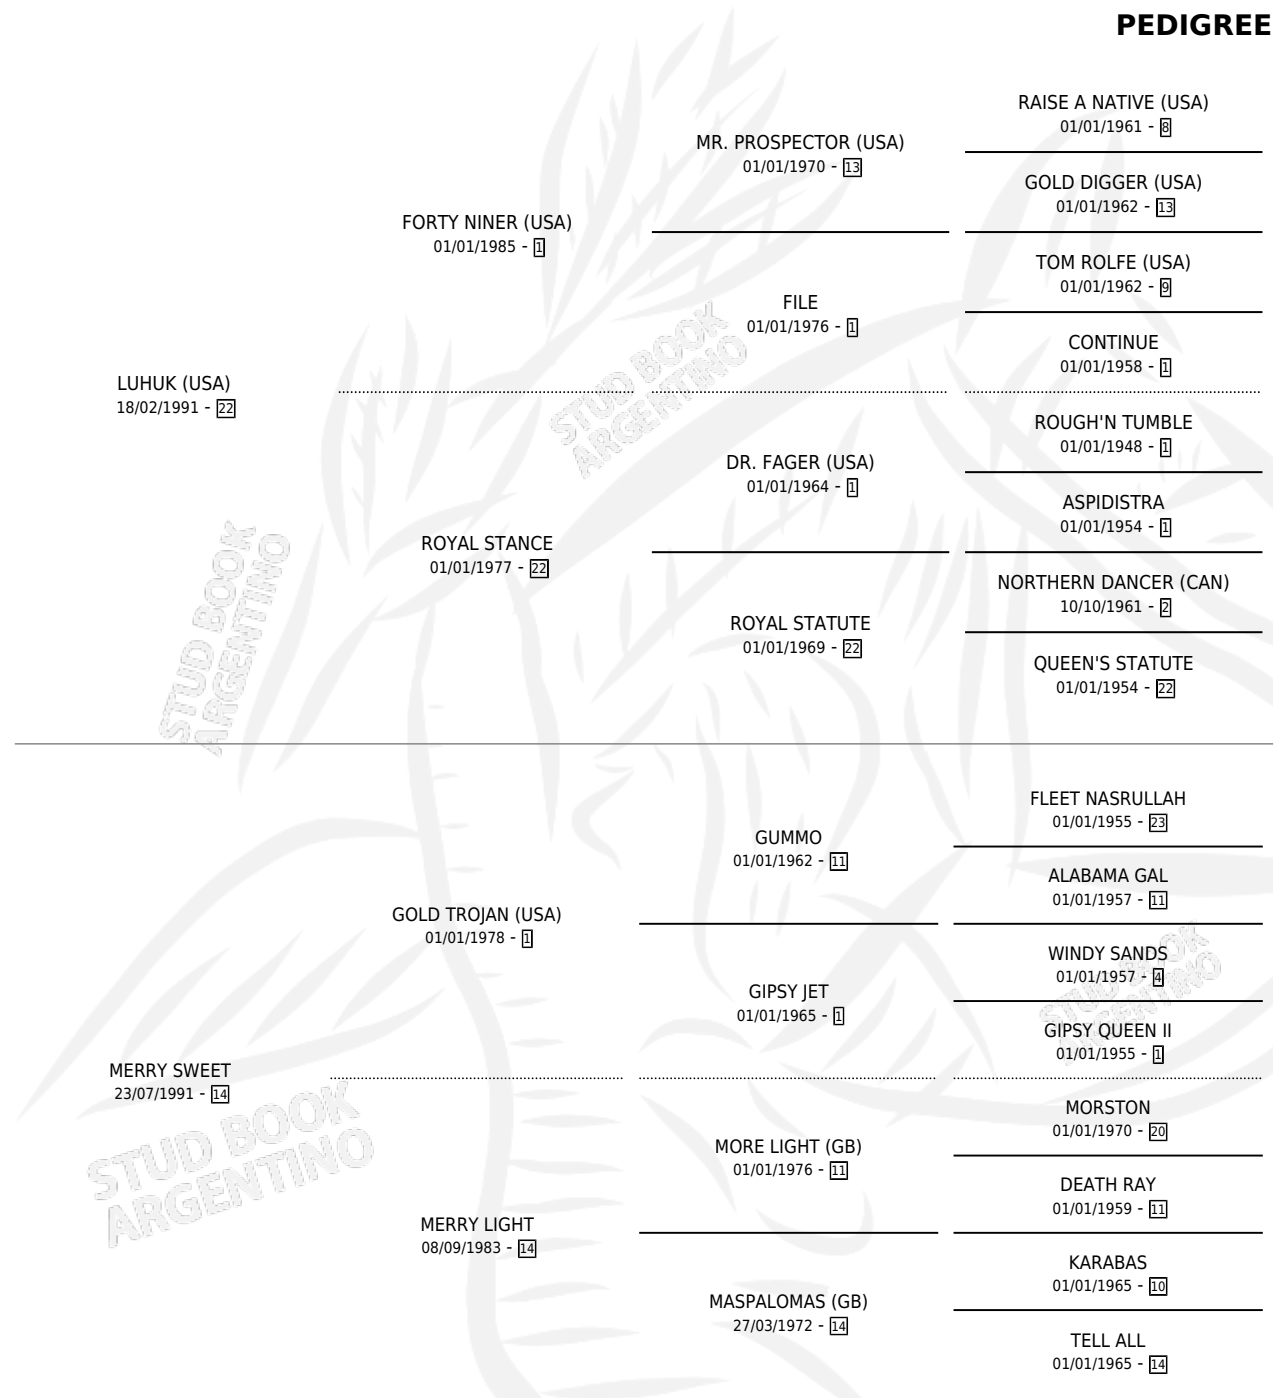 PEDIGREE
RAISE A NATIVE (USA)
01/01/1961 - 8
MR. PROSPECTOR (USA)
01/01/1970 - 13
GOLD DIGGER (USA)
01/01/1962 - 13
FORTY NINER (USA)
01/01/1985 - 1
TOM ROLFE (USA)
01/01/1962 - 9
FILE
01/01/1976 - 1
CONTINUE
01/01/1958 - 1
LUHUK (USA)
18/02/1991 - 22
ROUGH'N TUMBLE
01/01/1948 - 1
DR. FAGER (USA)
01/01/1964 - 1
ASPIDISTRA
01/01/1954 - 1
ROYAL STANCE
01/01/1977 - 22
NORTHERN DANCER (CAN)
10/10/1961 - 2
ROYAL STATUTE
01/01/1969 - 22
QUEEN'S STATUTE
01/01/1954 - 22
FLEET NASRULLAH
01/01/1955 - 23
GUMMO
01/01/1962 - 11
ALABAMA GAL
01/01/1957 - 11
GOLD TROJAN (USA)
01/01/1978 - 1
WINDY SANDS
01/01/1957 - 4
GIPSY JET
01/01/1965 - 1
GIPSY QUEEN II
01/01/1955 - 1
MERRY SWEET
23/07/1991 - 14
MORSTON
01/01/1970 - 20
MORE LIGHT (GB)
01/01/1976 - 11
DEATH RAY
01/01/1959 - 11
MERRY LIGHT
08/09/1983 - 14
KARABAS
01/01/1965 - 10
MASPALOMAS (GB)
27/03/1972 - 14
TELL ALL
01/01/1965 - 14
STUD BOOK
ARGENTINO
STUD BOOK
ARGENTINO
STUD BOOK
ARGENTINO
STUD BOOK
ARGENTINO